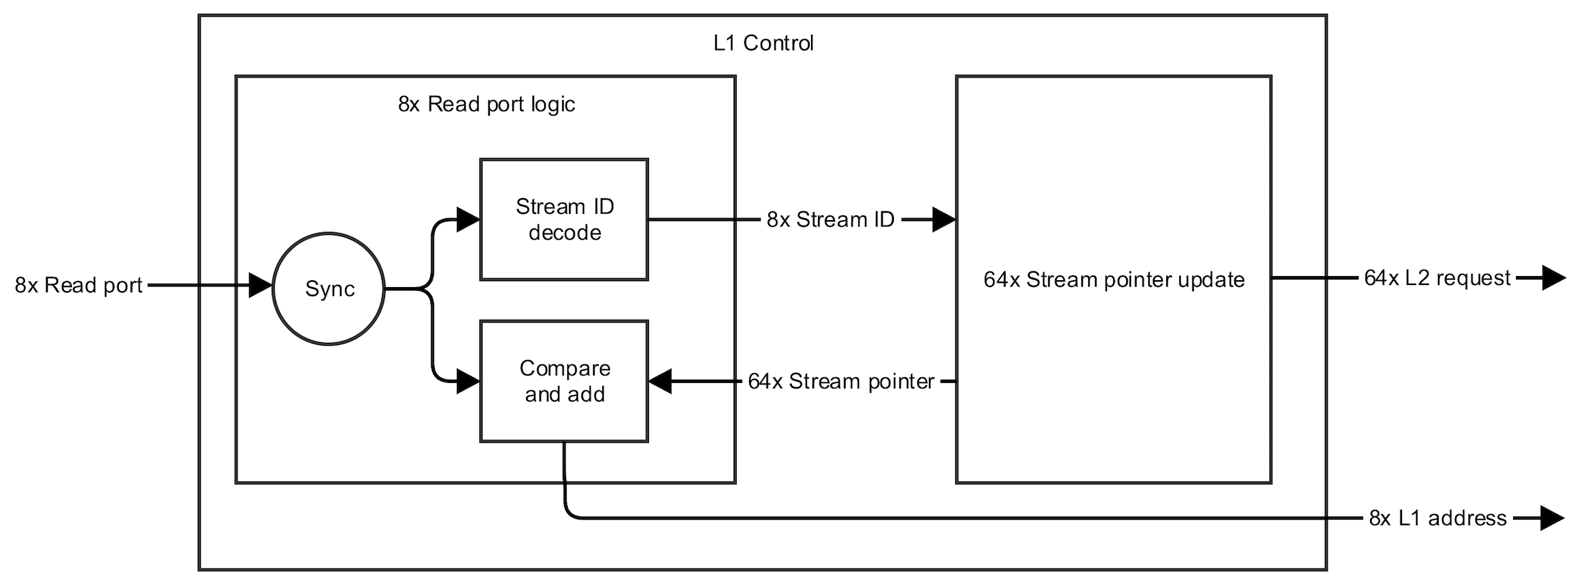 L1 Control
8x Read port logic
Stream ID
decode
8x Stream ID
8x Read port
Sync
64x Stream pointer update
64x L2 request
Compare
and add
64x Stream pointer
8x L1 address